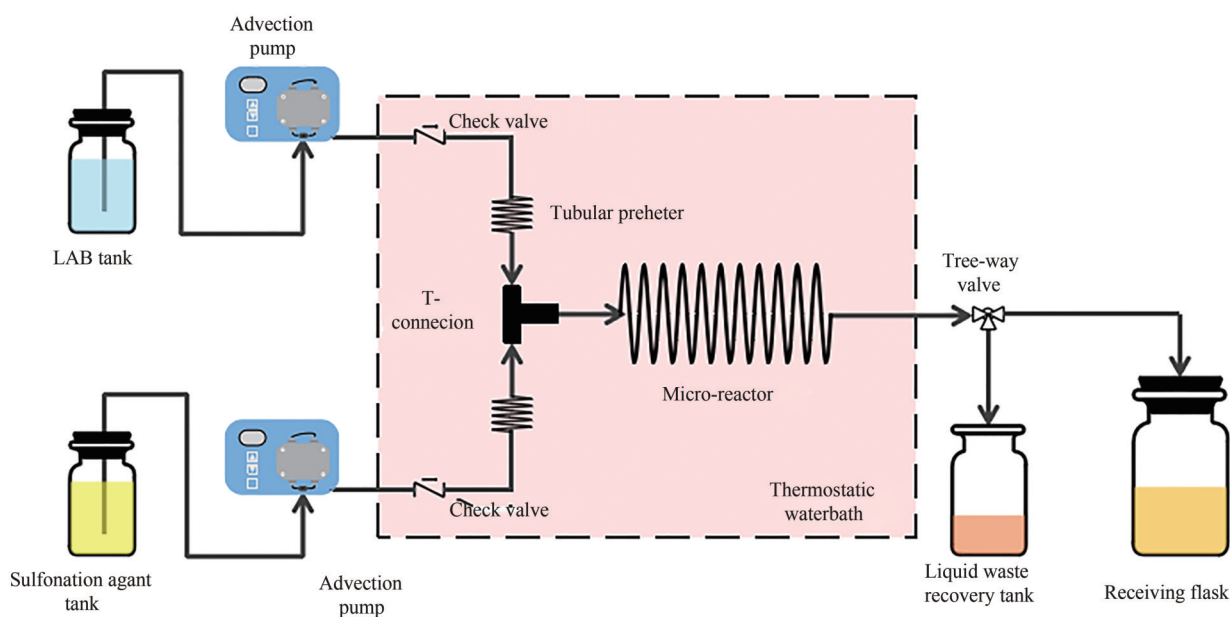 Advection
pump
Check valve
Tubular preheter
LAB tank
T-
connecion
Tree-way
valve
Micro-reactor
Check valve
Thermostatic
waterbath
Sulfonation agant
tank
Advection
pump
Liquid waste
recovery tank
Receiving flask